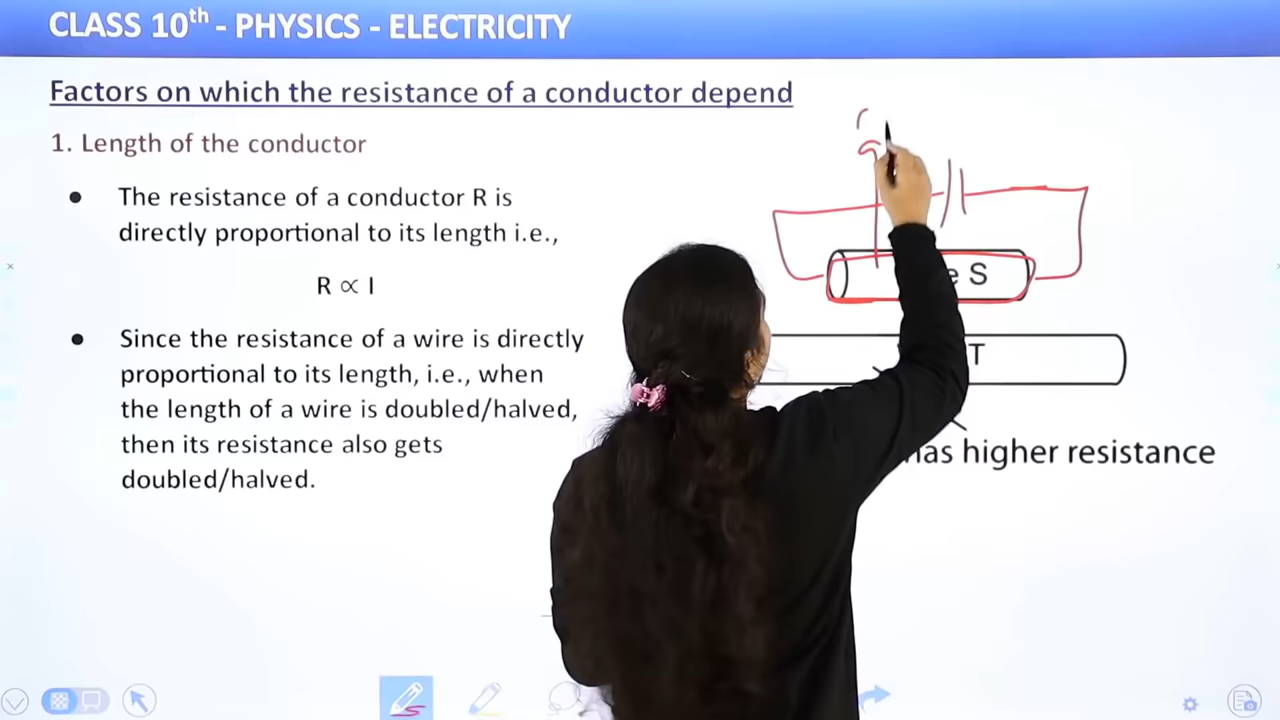 CLASS 10th - PHYSICS - ELECTRICITY
Factors on which the resistance of a conductor depend
1. Length of the conductor
The resistance of a conductor R is
directly proportional to its length i.e.,
R ∝ l
Since the resistance of a wire is directly
proportional to its length, i.e., when
the length of a wire is doubled/halved,
then its resistance also gets
doubled/halved.
S
T
has higher resistance